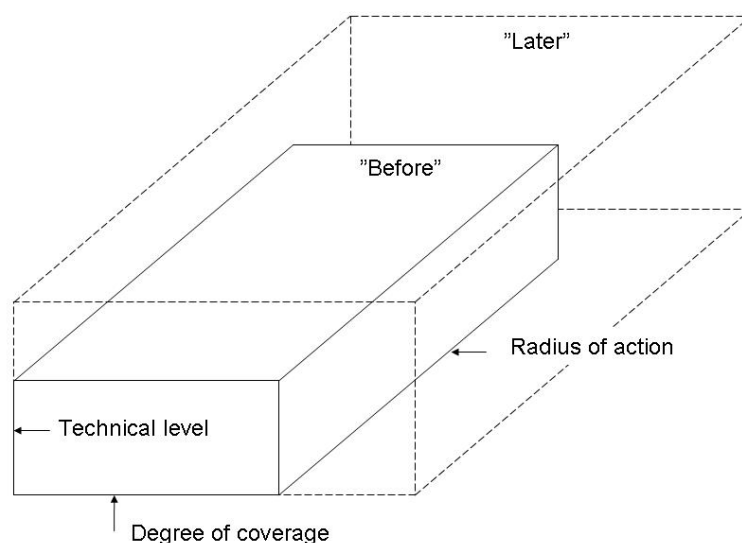 ”Later”
”Before”
Radius of action
Technical level
Degree of coverage